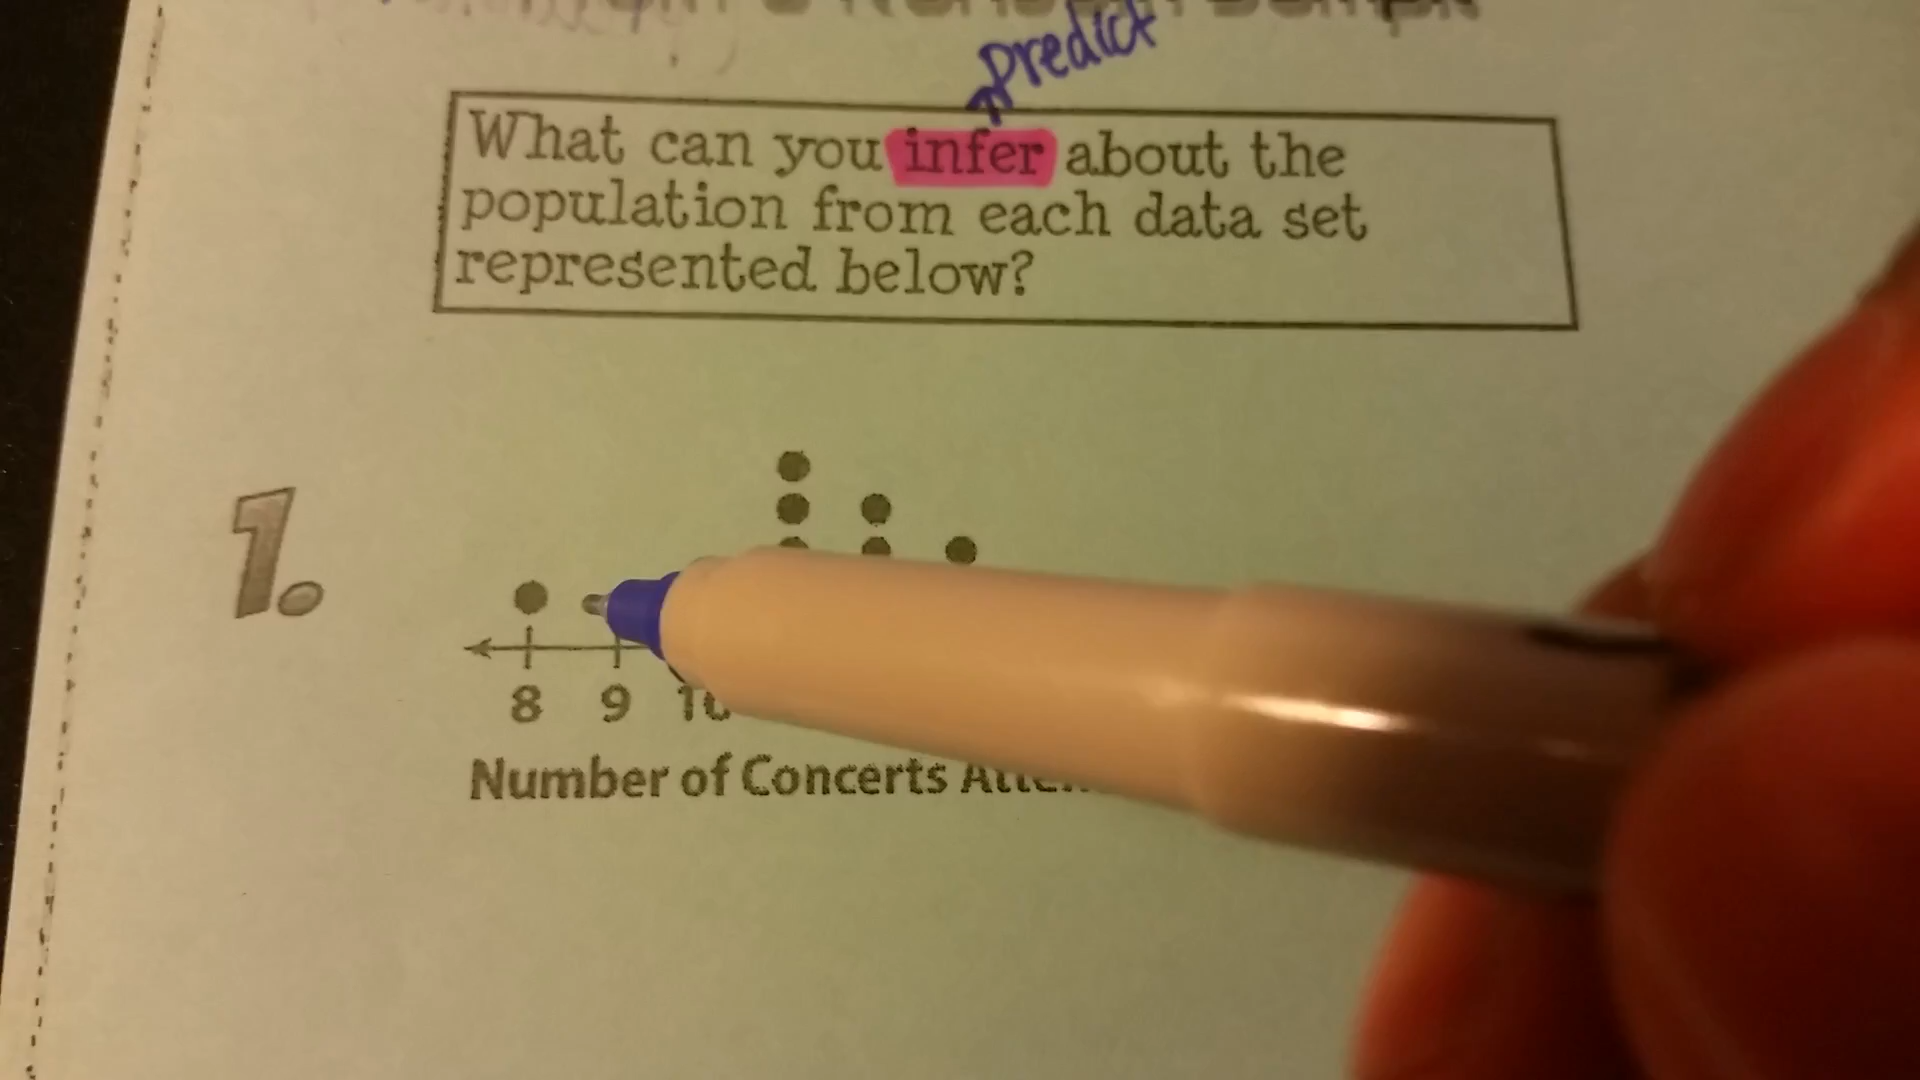 predict
What can you infer about the
population from each data set
represented below?
1.
8 9 10
Number of Concerts